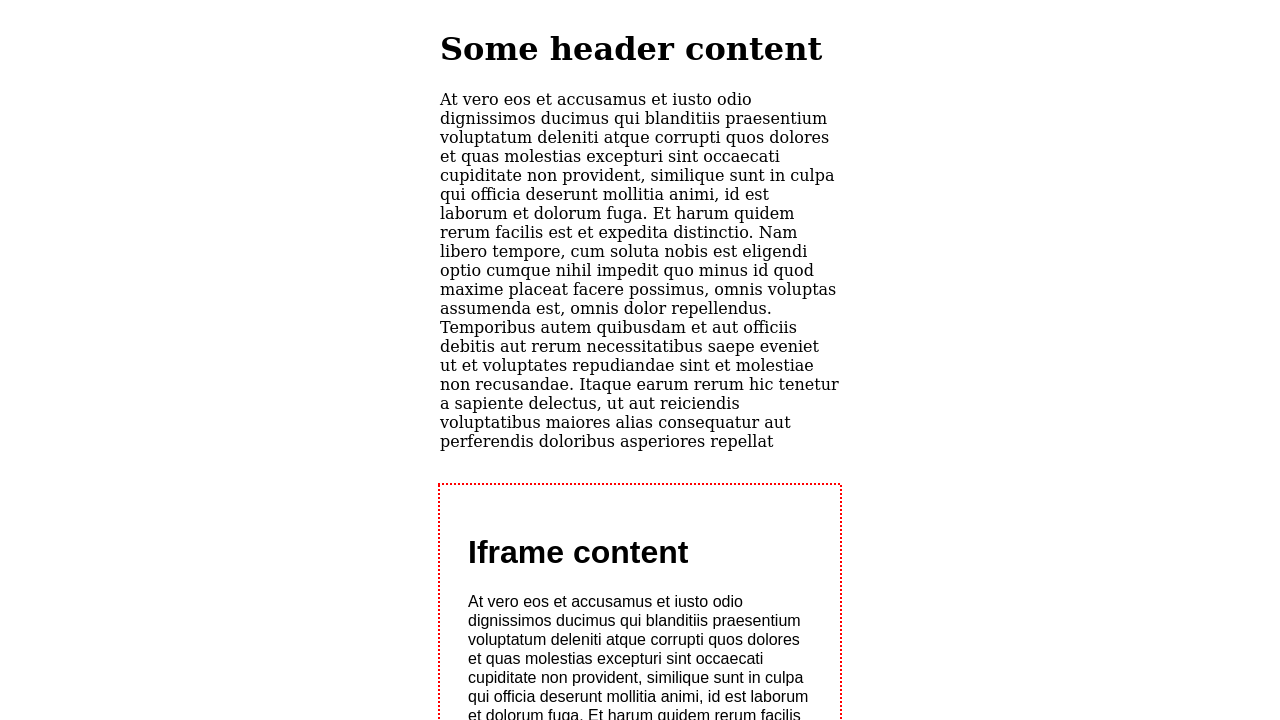 Some header content
At vero eos et accusamus et iusto odio
dignissimos ducimus qui blanditiis praesentium
voluptatum deleniti atque corrupti quos dolores
et quas molestias excepturi sint occaecati
cupiditate non provident, similique sunt in culpa
qui officia deserunt mollitia animi, id est
laborum et dolorum fuga. Et harum quidem
rerum facilis est et expedita distinctio. Nam
libero tempore, cum soluta nobis est eligendi
optio cumque nihil impedit quo minus id quod
maxime placeat facere possimus, omnis voluptas
assumenda est, omnis dolor repellendus.
Temporibus autem quibusdam et aut officiis
debitis aut rerum necessitatibus saepe eveniet
ut et voluptates repudiandae sint et molestiae
non recusandae. Itaque earum rerum hic tenetur
a sapiente delectus, ut aut reiciendis
voluptatibus maiores alias consequatur aut
perferendis doloribus asperiores repellat
Iframe content
At vero eos et accusamus et iusto odio
dignissimos ducimus qui blanditiis praesentium
voluptatum deleniti atque corrupti quos dolores
et quas molestias excepturi sint occaecati
cupiditate non provident, similique sunt in culpa
qui officia deserunt mollitia animi, id est laborum
et dolorum fuga. Et harum quidem rerum facilis